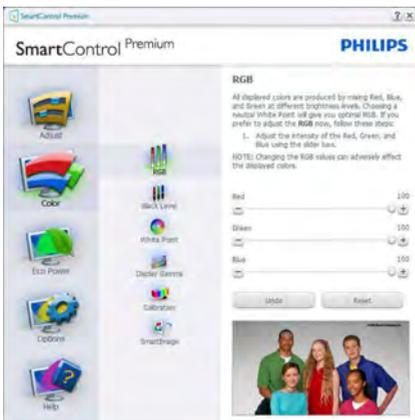 SmartControl Premium
SmartControl Premium
PHILIPS
Adjust
Color
Eco Power
Options
Help
RGB
Black Level
White Point
Display Gamma
Calibration
SmartImage
RGB
All displayed colors are produced by mixing Red, Blue,
and Green at different brightness levels. Choosing a
neutral White Point will give you optimal RGB. If you
prefer to adjust the RGB now, follow these steps:
1. Adjust the intensity of the Red, Green, and
Blue using the slider bars.
NOTE: Changing the RGB values can adversely effect
the displayed colors.
Red 100
Green 100
Blue 100
Undo Reset